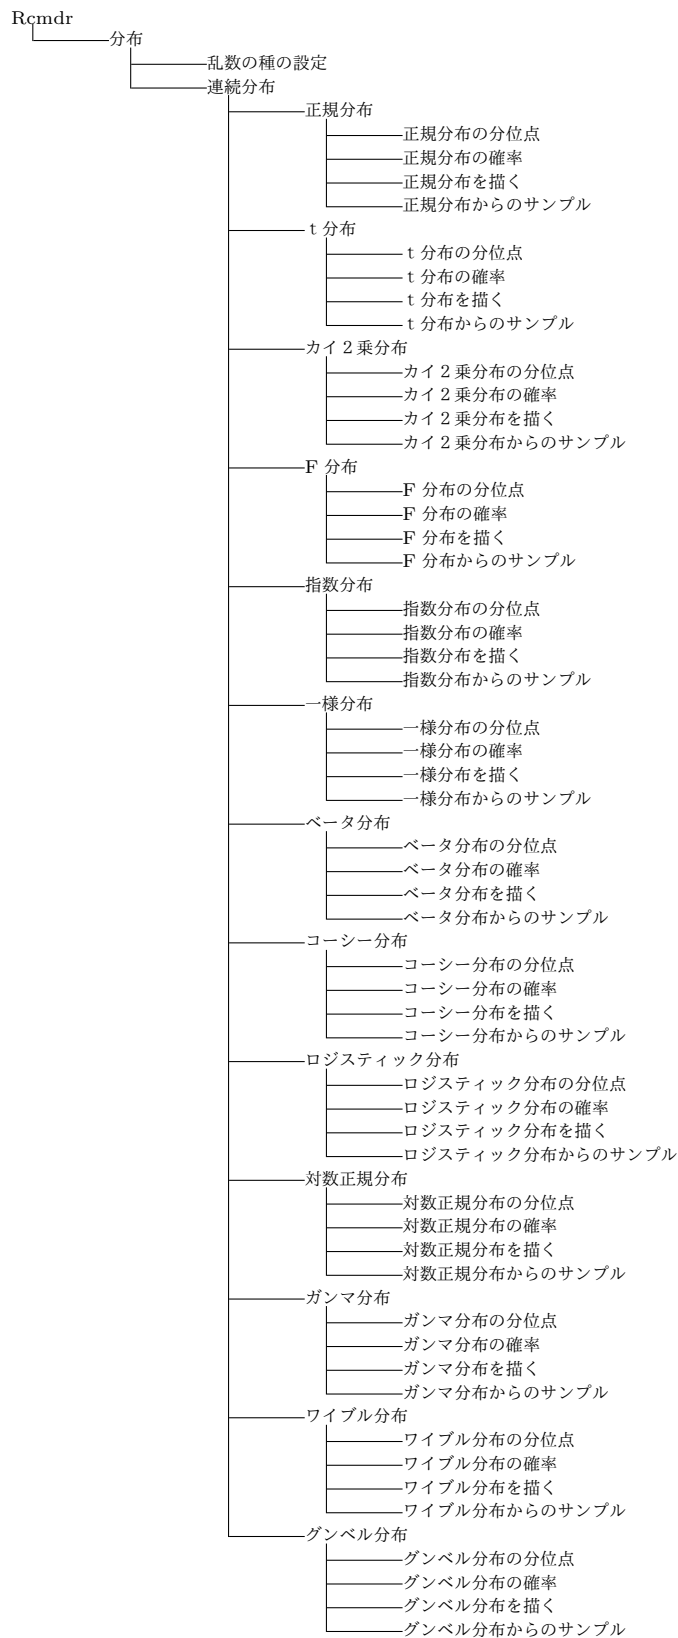 Rcmdr
分布
乱数の種の設定
連続分布
正規分布
正規分布の分位点
正規分布の確率
正規分布を描く
正規分布からのサンプル
ｔ分布
ｔ分布の分位点
ｔ分布の確率
ｔ分布を描く
ｔ分布からのサンプル
カイ２乗分布
カイ２乗分布の分位点
カイ２乗分布の確率
カイ２乗分布を描く
カイ２乗分布からのサンプル
F 分布
F 分布の分位点
F 分布の確率
F 分布を描く
F 分布からのサンプル
指数分布
指数分布の分位点
指数分布の確率
指数分布を描く
指数分布からのサンプル
一様分布
一様分布の分位点
一様分布の確率
一様分布を描く
一様分布からのサンプル
ベータ分布
ベータ分布の分位点
ベータ分布の確率
ベータ分布を描く
ベータ分布からのサンプル
コーシー分布
コーシー分布の分位点
コーシー分布の確率
コーシー分布を描く
コーシー分布からのサンプル
ロジスティック分布
ロジスティック分布の分位点
ロジスティック分布の確率
ロジスティック分布を描く
ロジスティック分布からのサンプル
対数正規分布
対数正規分布の分位点
対数正規分布の確率
対数正規分布を描く
対数正規分布からのサンプル
ガンマ分布
ガンマ分布の分位点
ガンマ分布の確率
ガンマ分布を描く
ガンマ分布からのサンプル
ワイブル分布
ワイブル分布の分位点
ワイブル分布の確率
ワイブル分布を描く
ワイブル分布からのサンプル
グンベル分布
グンベル分布の分位点
グンベル分布の確率
グンベル分布を描く
グンベル分布からのサンプル